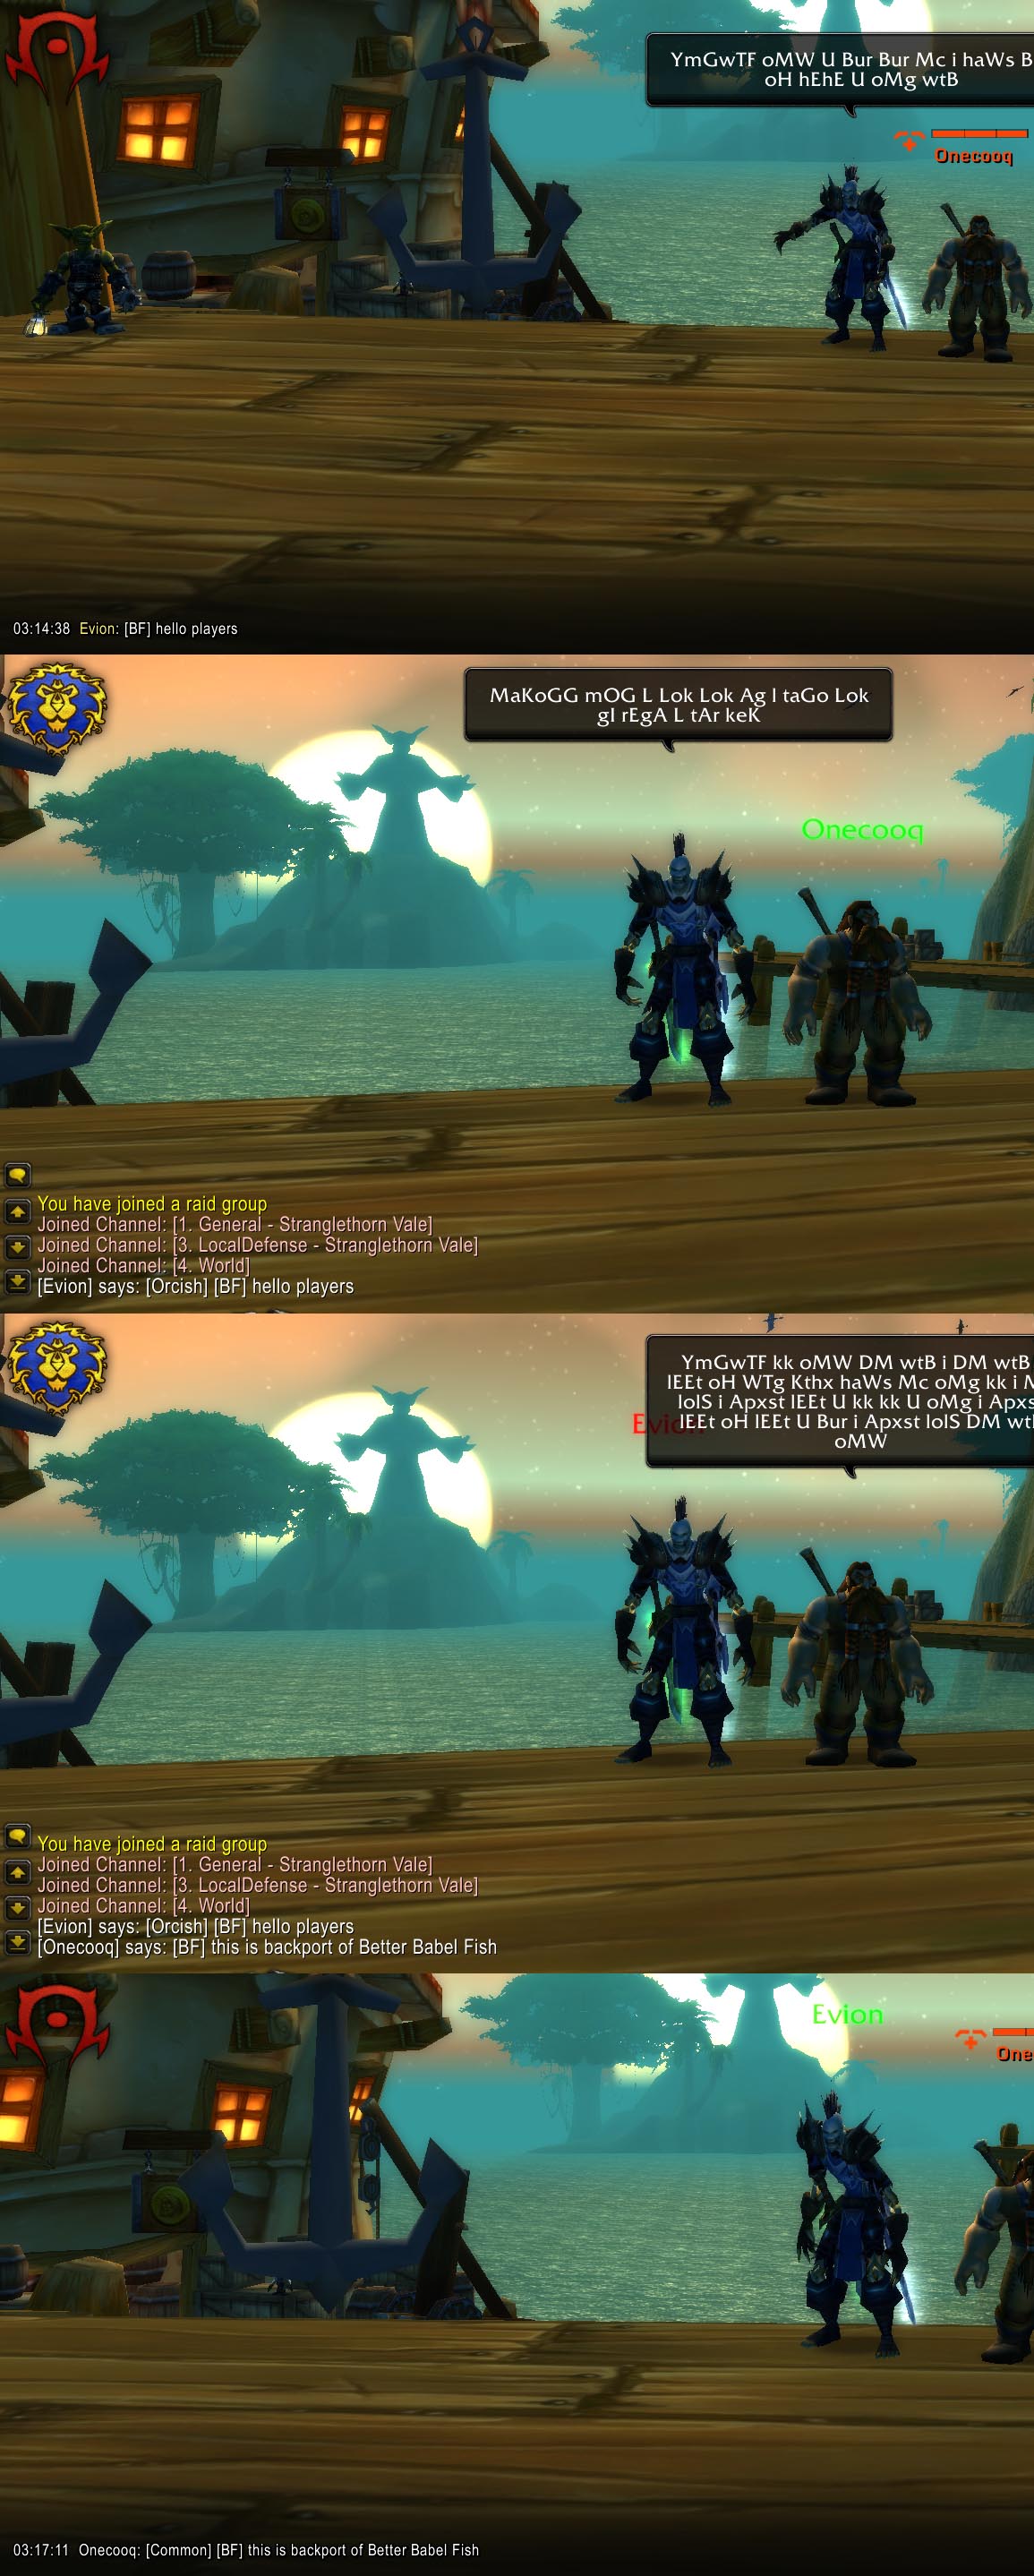 YmGwTF oMW U Bur Bur Mc i haWs
oH hEhE U oMg wtB
Onecooq
03:14:38 Evion: [BF] hello players
MaKoGG mOG L Lok Lok Ag l taGo Lok
gl rEgA L tAr keK
Onecooq
You have joined a raid group
Joined Channel: [1. General - Stranglethorn Vale]
Joined Channel: [3. LocalDefense - Stranglethorn Vale]
Joined Channel: [4. World]
[Evion] says: [Orcish] [BF] hello players
YmGwTF kk oMW DM wtB i DM wtB
lEEt oH WTg Kthx haWs Mc oMg kk i
lolS i Apxst lEEt U kk kk U oMg i
Evion
lEEt oH lEEt U Bur i Apxst lolS DM
oMW
You have joined a raid group
Joined Channel: [1. General - Stranglethorn Vale]
Joined Channel: [3. LocalDefense - Stranglethorn Vale]
Joined Channel: [4. World]
[Evion] says: [Orcish] [BF] hello players
[Onecooq] says: [BF] this is backport of Better Babel Fish
Evion
One
03:17:11 Onecooq: [Common] [BF] this is backport of Better Babel Fish